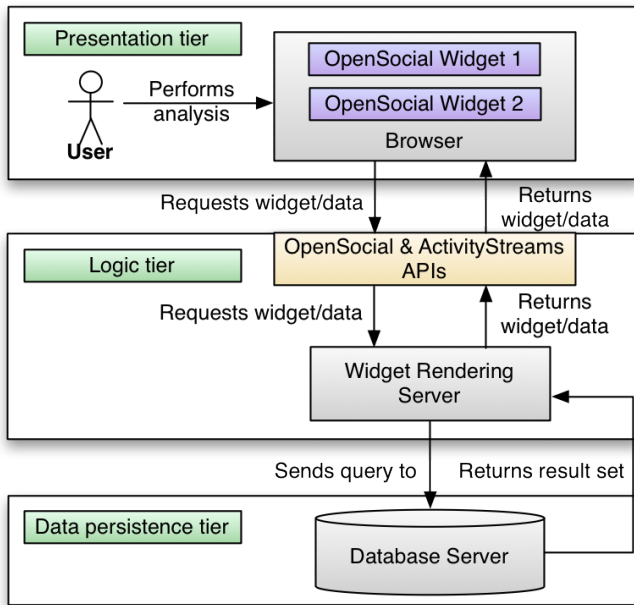 Presentation tier
OpenSocial Widget 1
Performs
analysis
OpenSocial Widget 2
User
Browser
Requests widget/data
Returns
widget/data
Logic tier
OpenSocial & ActivityStreams
APIs
Requests widget/data
Returns
widget/data
Widget Rendering
Server
Sends query to
Returns result set
Data persistence tier
Database Server